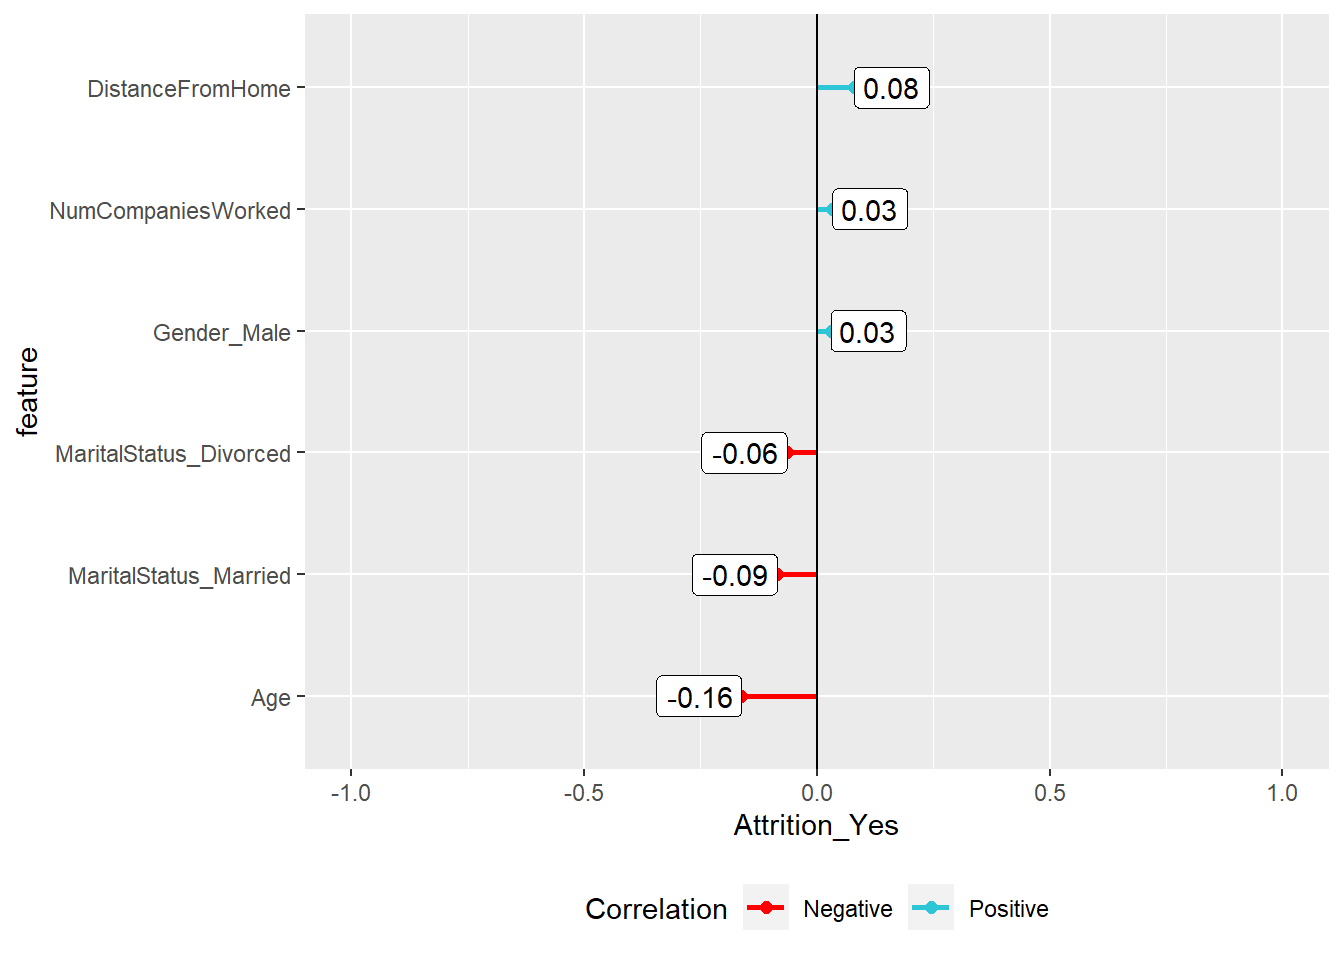 DistanceFromHome
0.08
NumCompaniesWorked
0.03
Gender_Male
0.03
feature
MaritalStatus_Divorced
-0.06
MaritalStatus_Married
-0.09
Age
-0.16
-1.0 -0.5 0.0 0.5 1.0
Attrition_Yes
Correlation Negative Positive